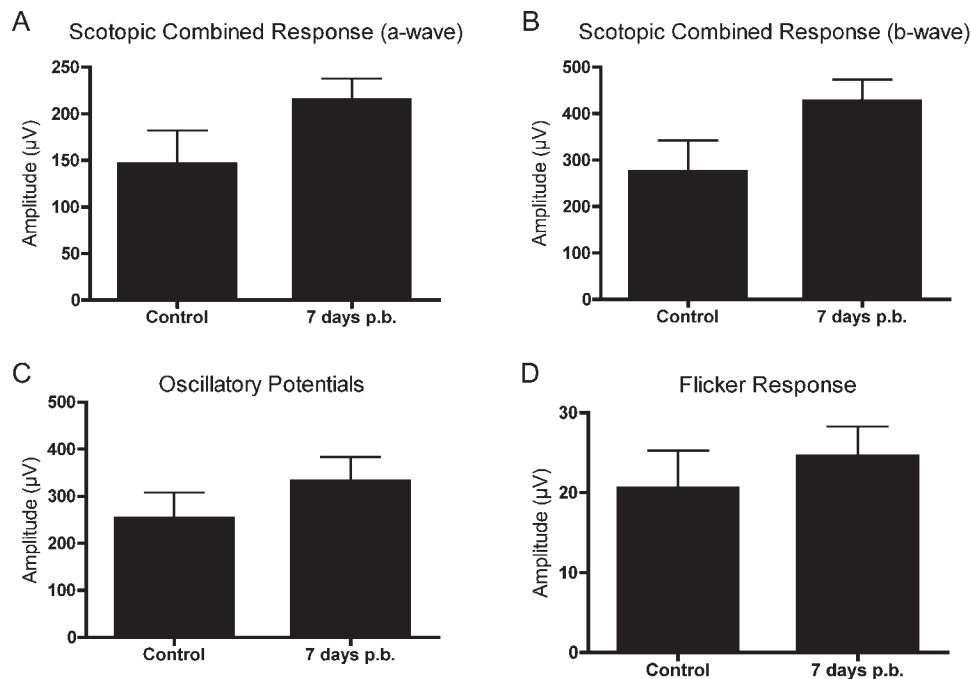 A
Scotopic Combined Response (a-wave)
Amplitude (µV)
250
200
150
100
50
0
Control
7 days p.b.
B
Scotopic Combined Response (b-wave)
Amplitude (µV)
500
400
300
200
100
0
Control
7 days p.b.
C
Oscillatory Potentials
Amplitude (µV)
500
400
300
200
100
0
Control
7 days p.b.
D
Flicker Response
Amplitude (µV)
30
20
10
0
Control
7 days p.b.